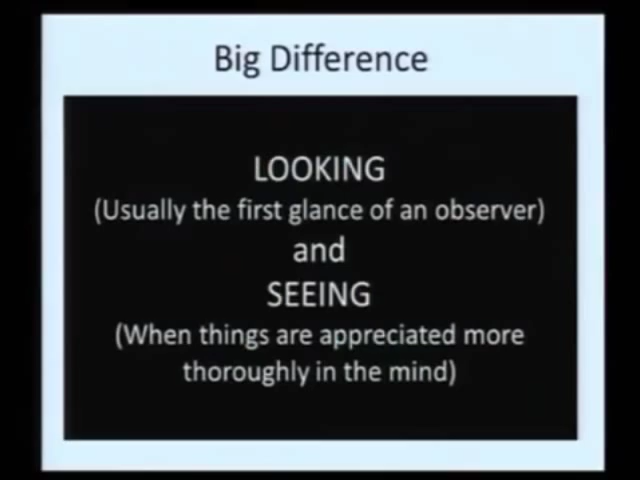 Big Difference
LOOKING
(Usually the first glance of an observer)
and
SEEING
(When things are appreciated more
thoroughly in the mind)